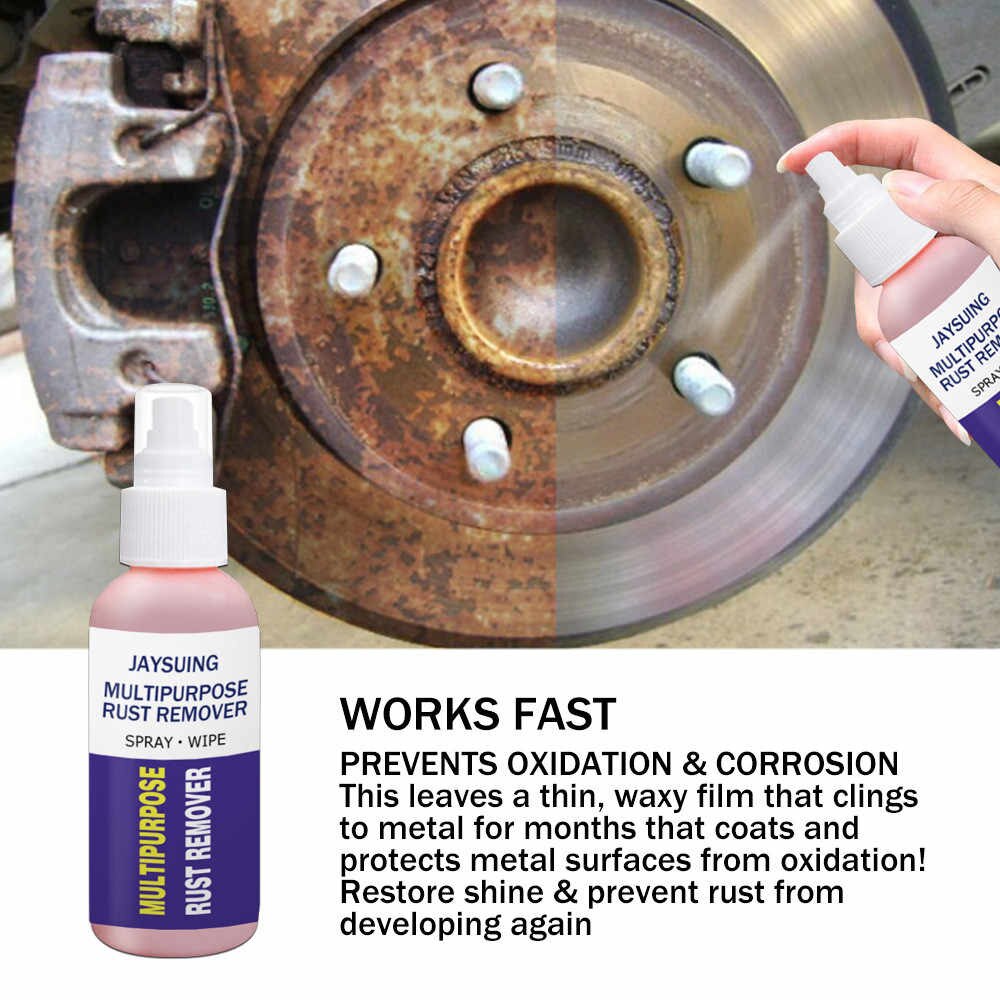 JAYSUING
MULTIPURPO
RUST REM
SPRAY
JAYSUING
MULTIPURPOSE
RUST REMOVER
SPRAY · WIPE
MULTIPURPOSE
RUST REMOVER
WORKS FAST
PREVENTS OXIDATION & CORROSION
This leaves a thin, waxy film that clings
to metal for months that coats and
protects metal surfaces from oxidation!
Restore shine & prevent rust from
developing again